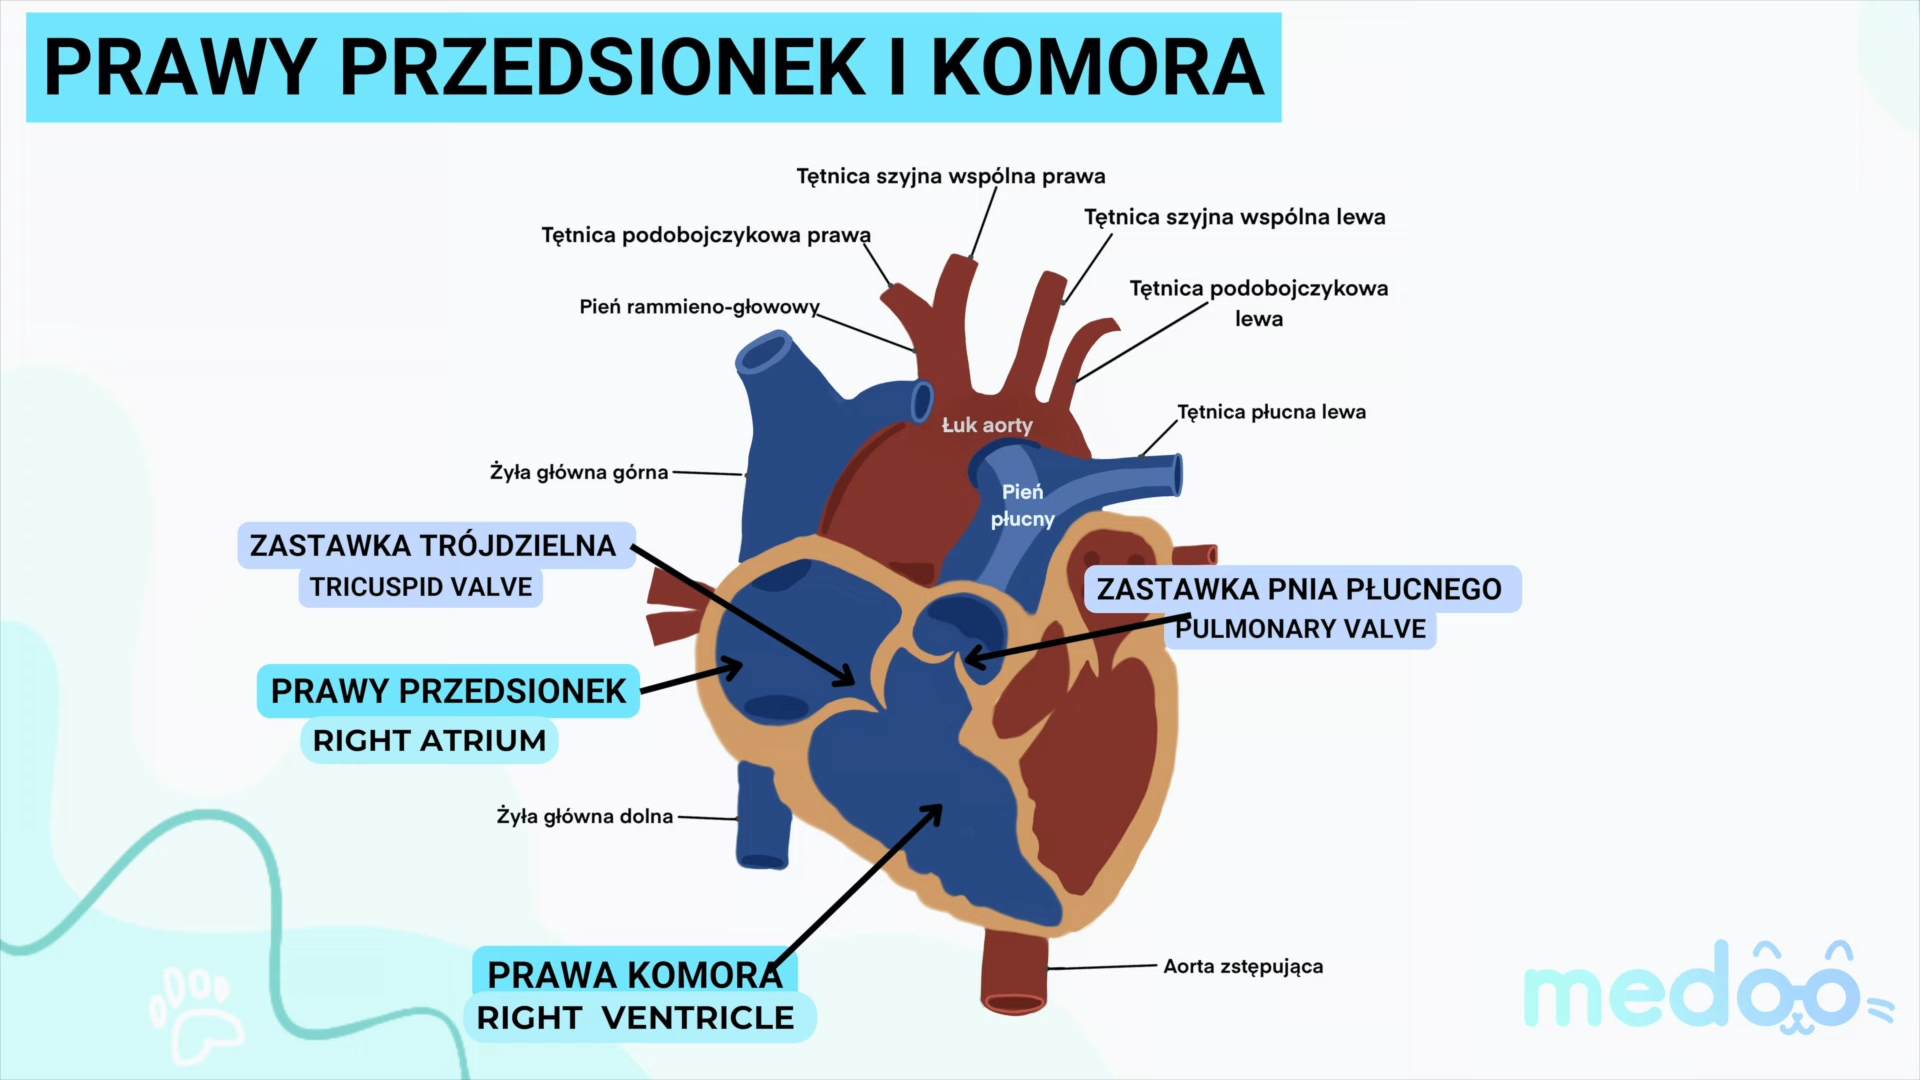 PRAWY PRZEDSIONEK I KOMORA
Tętnica szyjna wspólna prawa
Tętnica szyjna wspólna lewa
Tętnica podobojczykowa prawa
Tętnica podobojczykowa
lewa
Pień rammieno-głowowy
Tętnica płucna lewa
Łuk aorty
Żyła główna górna
Pień
płucny
ZASTAWKA TRÓJDZIELNA
TRICUSPID VALVE
ZASTAWKA PNIA PŁUCNEGO
PULMONARY VALVE
PRAWY PRZEDSIONEK
RIGHT ATRIUM
Żyła główna dolna
PRAWA KOMORA
RIGHT VENTRICLE
Aorta zstępująca
medoo